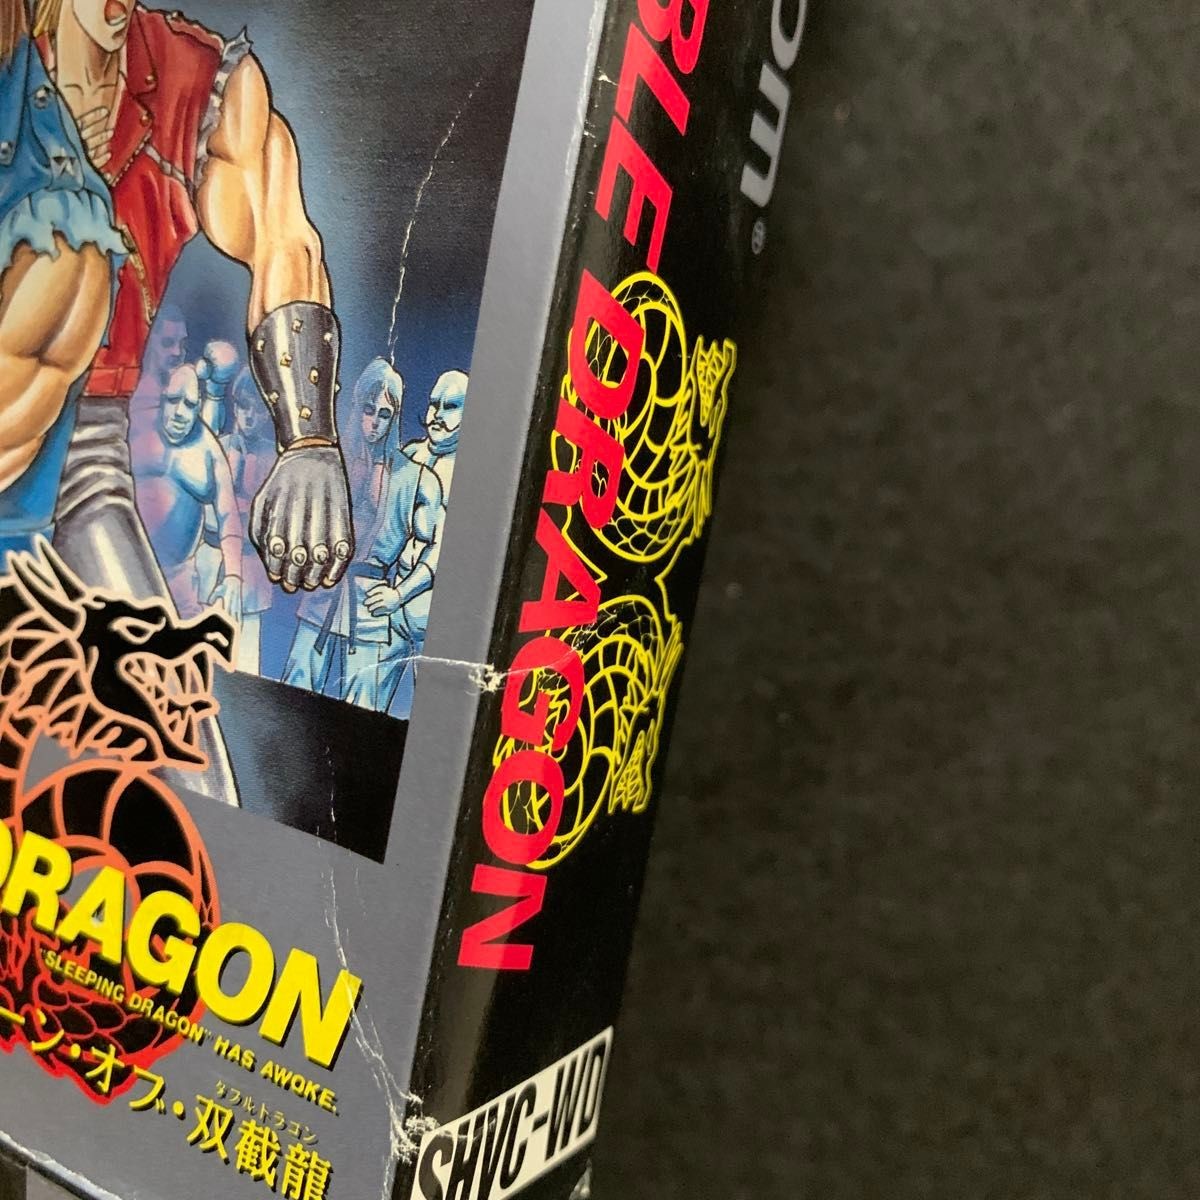 DRAGON
"SLEEPING DRAGON" HAS AWOKE.
ーン・オブ・双截龍
ダブルドラゴン
BLE DRAGON
SHVC-WD